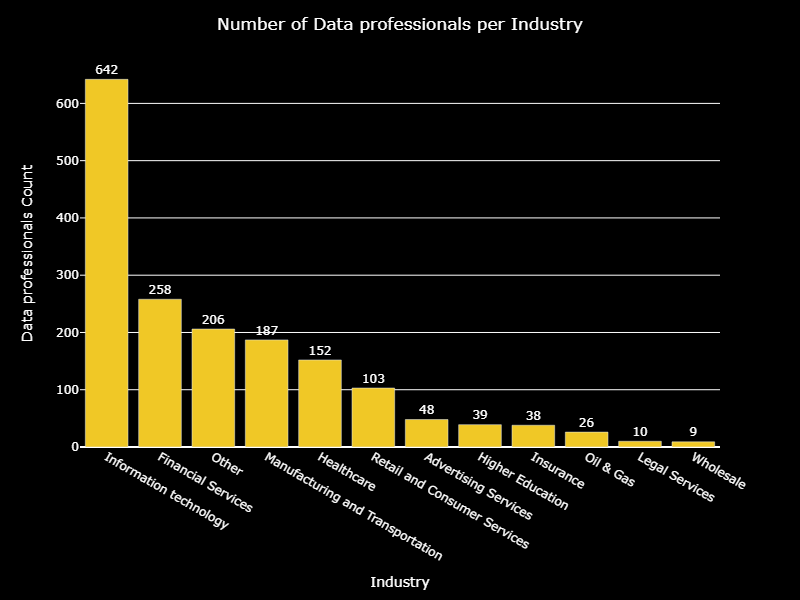 Number of Data professionals per Industry
642
258
206
187
152
103
48
39
38
26
10
9
600
500
400
300
200
100
0
Data professionals Count
Information technology
Financial Services
Other
Manufacturing and Transportation
Healthcare
Retail and Consumer Services
Advertising Services
Higher Education
Insurance
Oil & Gas
Legal Services
Wholesale
Industry